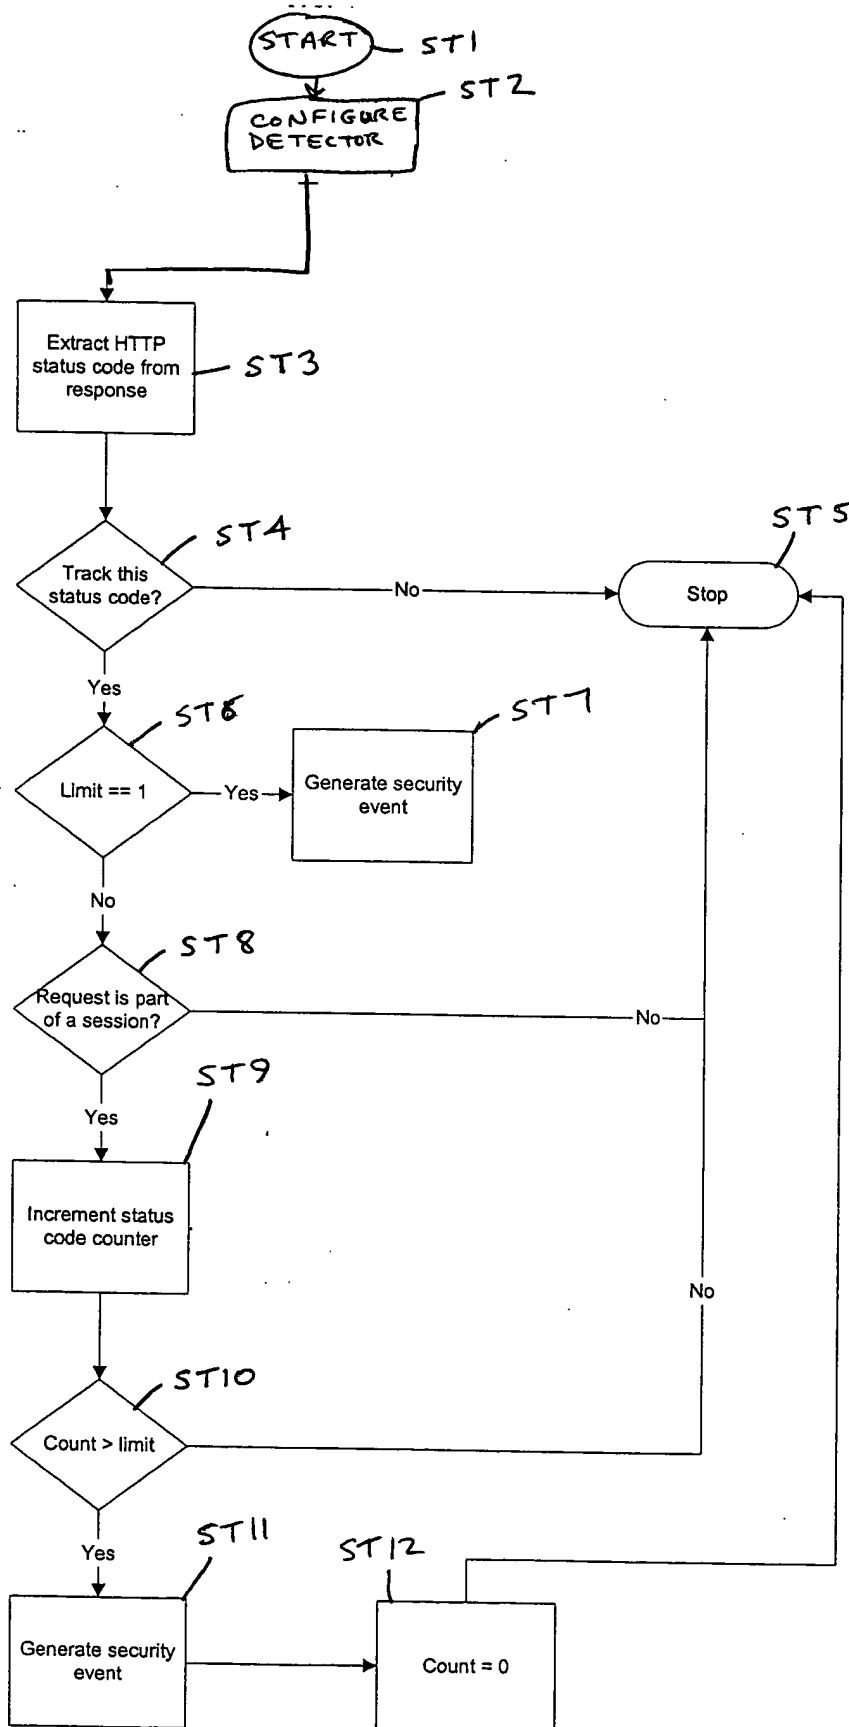 START
ST1
ST2
CONFIGURE
DETECTOR
Extract HTTP
status code from
response
ST3
ST4
Track this
status code?
No
ST5
Stop
Yes
ST6
Limit == 1
Yes
ST7
Generate security
event
No
ST8
Request is part
of a session?
No
ST9
Yes
Increment status
code counter
No
ST10
Count > limit
Yes
ST11
Generate security
event
ST12
Count = 0